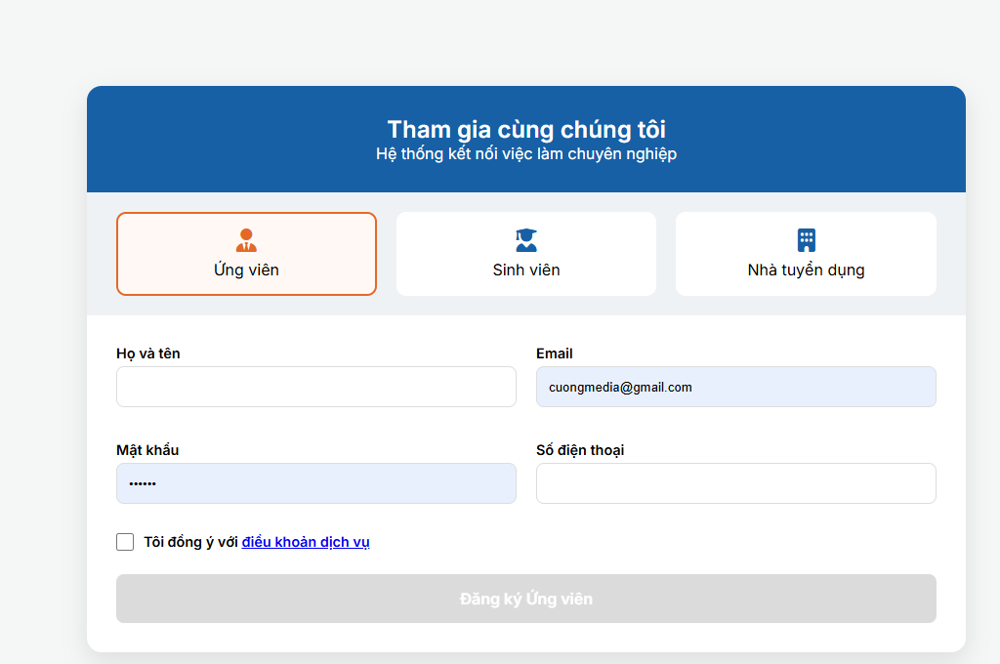 Tham gia cùng chúng tôi
Hệ thống kết nối việc làm chuyên nghiệp
Ứng viên
Sinh viên
Nhà tuyển dụng
Họ và tên
Email
cuongmedia@gmail.com
Mật khẩu
••••••
Số điện thoại
Tôi đồng ý với điều khoản dịch vụ
Đăng ký Ứng viên